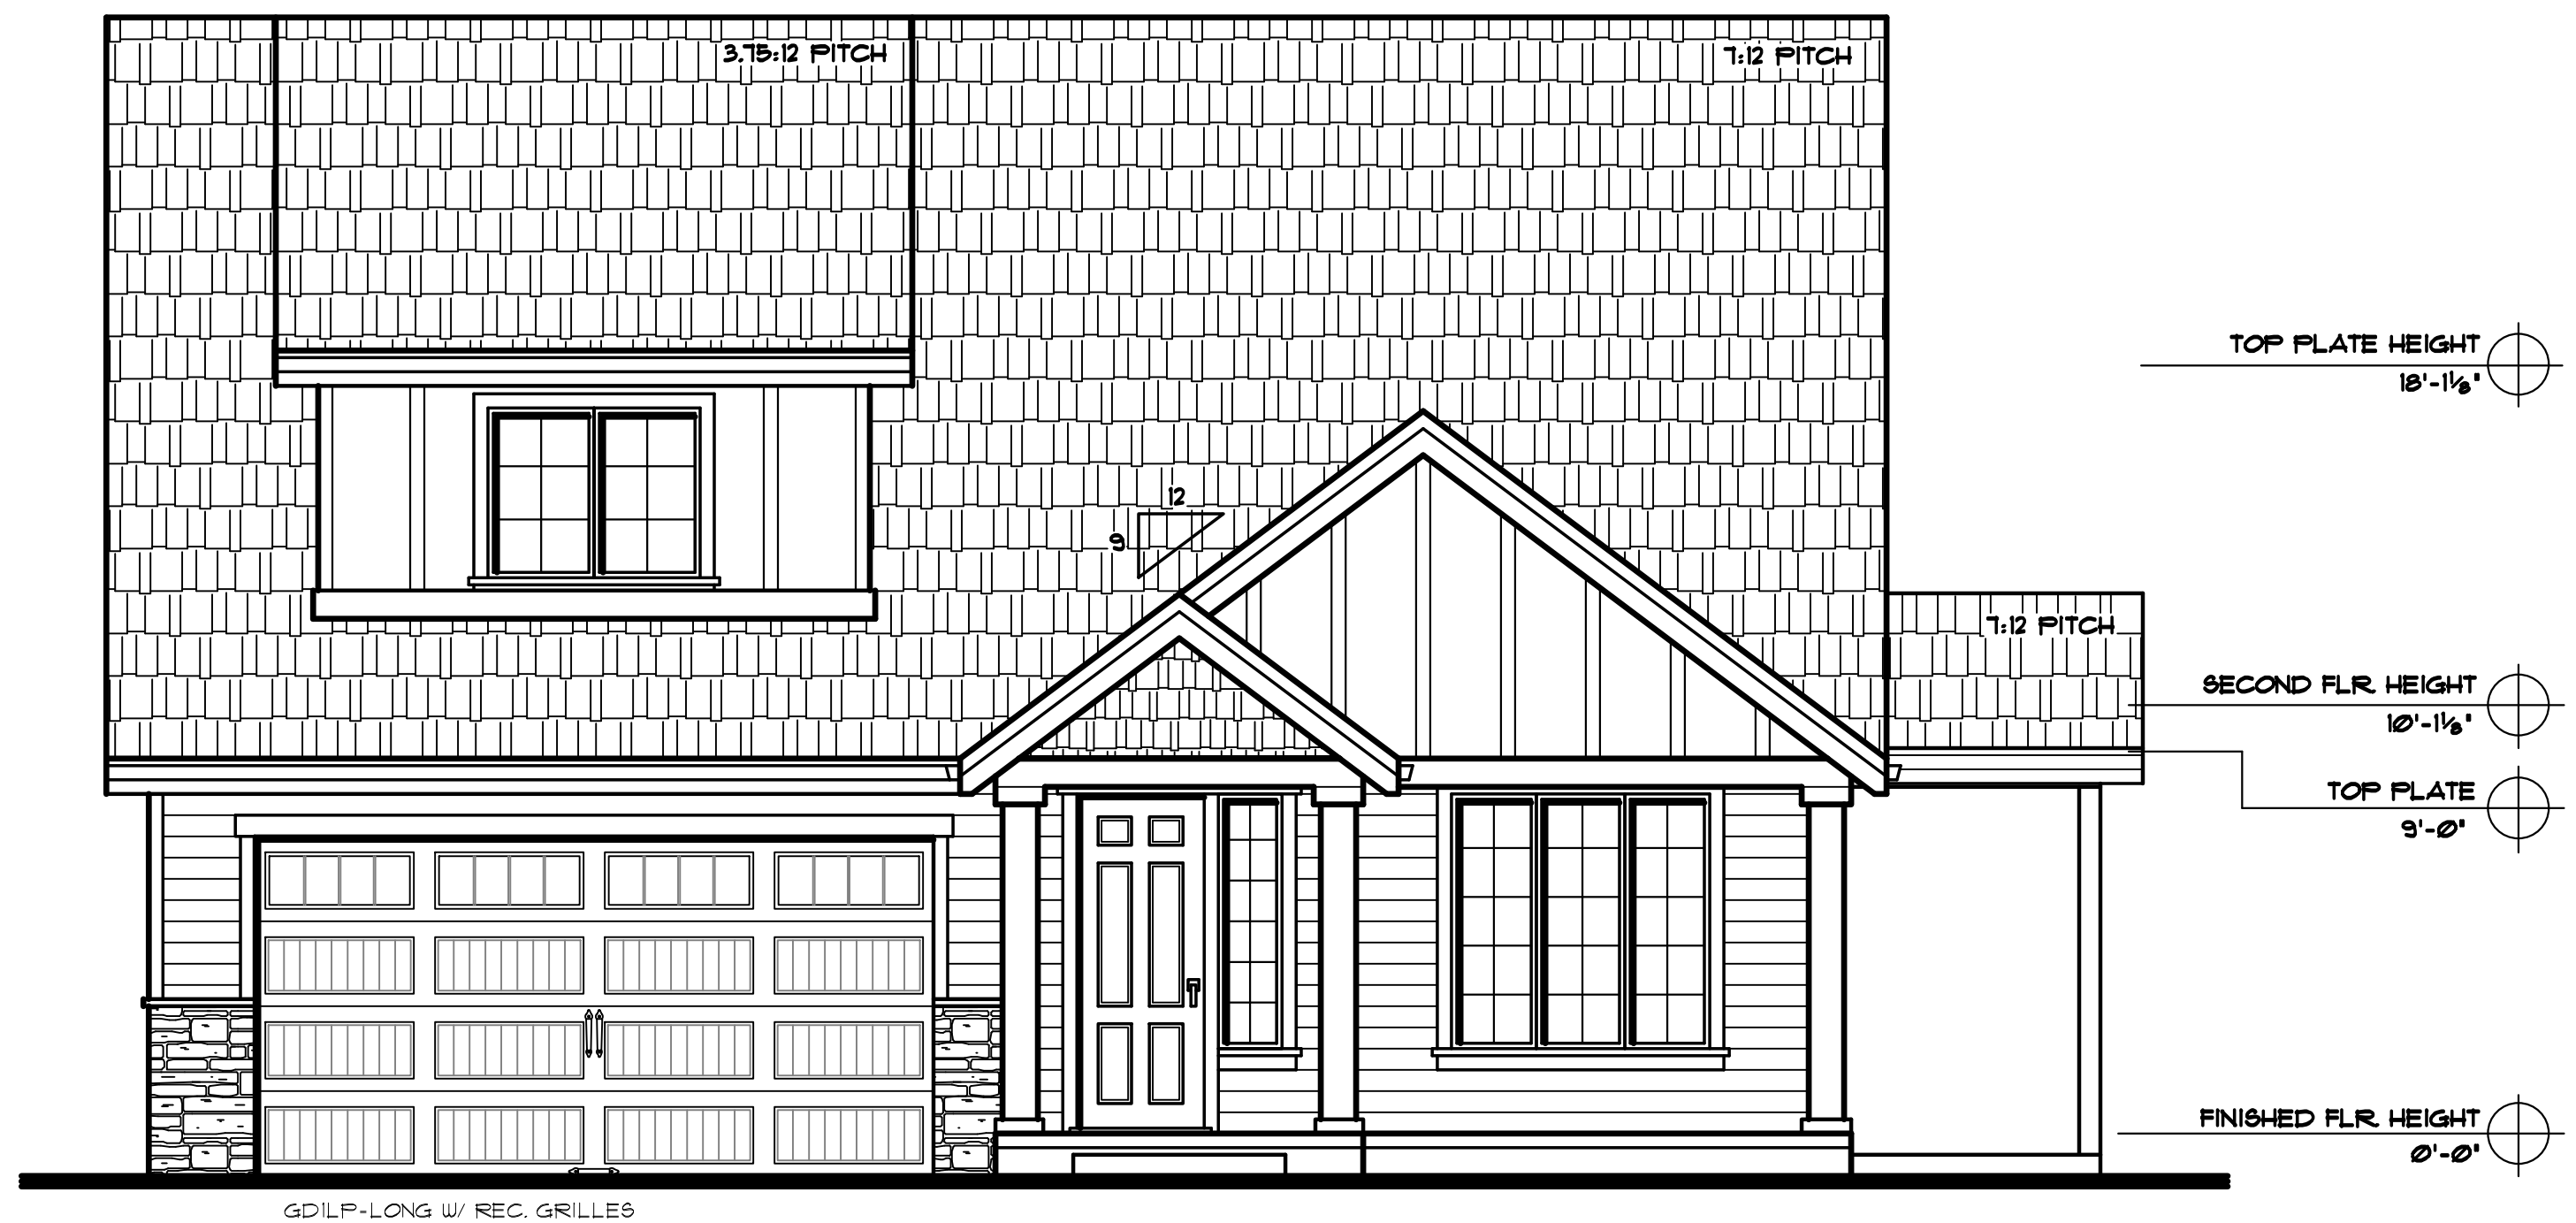 3.75:12 PITCH
7:12 PITCH
TOP PLATE HEIGHT
18'-1⅛"
12
9
7:12 PITCH
SECOND FLR. HEIGHT
10'-1⅛"
TOP PLATE
9'-0"
FINISHED FLR. HEIGHT
0'-0"
GD1LP-LONG W/ REC. GRILLES